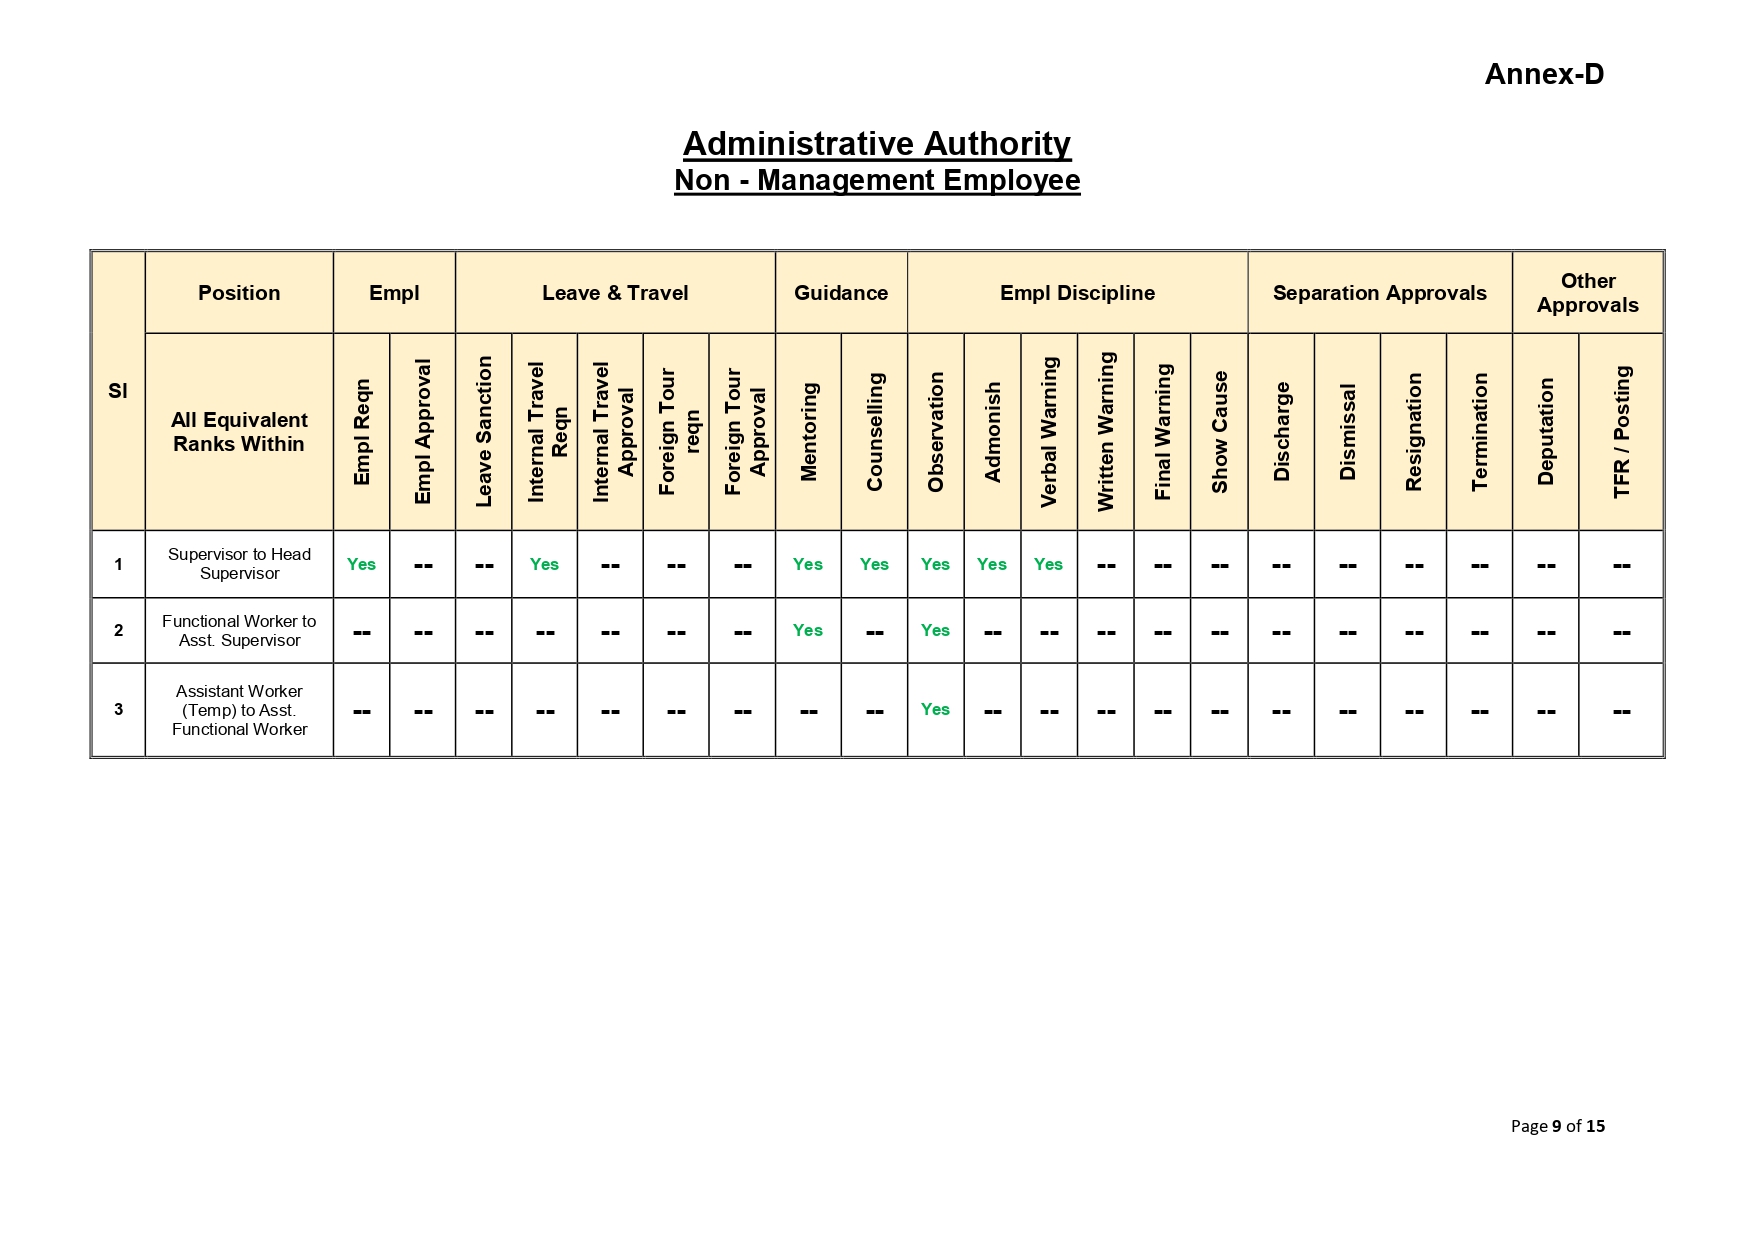 Annex-D
Administrative Authority
Non - Management Employee
Sl
Position
Empl
Leave & Travel
Guidance
Empl Discipline
Separation Approvals
Other
Approvals
All Equivalent
Ranks Within
Empl Reqn
Empl Approval
Leave Sanction
Internal Travel
Reqn
Internal Travel
Approval
Foreign Tour
reqn
Foreign Tour
Approval
Mentoring
Counselling
Observation
Admonish
Verbal Warning
Written Warning
Final Warning
Show Cause
Discharge
Dismissal
Resignation
Termination
Deputation
TFR / Posting
1 Supervisor to Head
Supervisor
Yes -- -- Yes -- -- -- Yes Yes Yes Yes Yes -- -- -- -- -- -- -- -- --
2 Functional Worker to
Asst. Supervisor
-- -- -- -- -- -- -- Yes -- Yes -- -- -- -- -- -- -- -- -- -- --
3 Assistant Worker
(Temp) to Asst.
Functional Worker
-- -- -- -- -- -- -- -- -- Yes -- -- -- -- -- -- -- -- -- -- --
Page 9 of 15